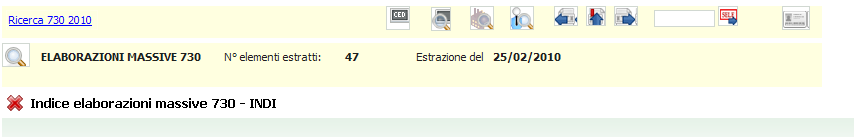 Ricerca 730 2010
CED
SELE
ELABORAZIONI MASSIVE 730 N° elementi estratti: 47 Estrazione del 25/02/2010
Indice elaborazioni massive 730 - INDI